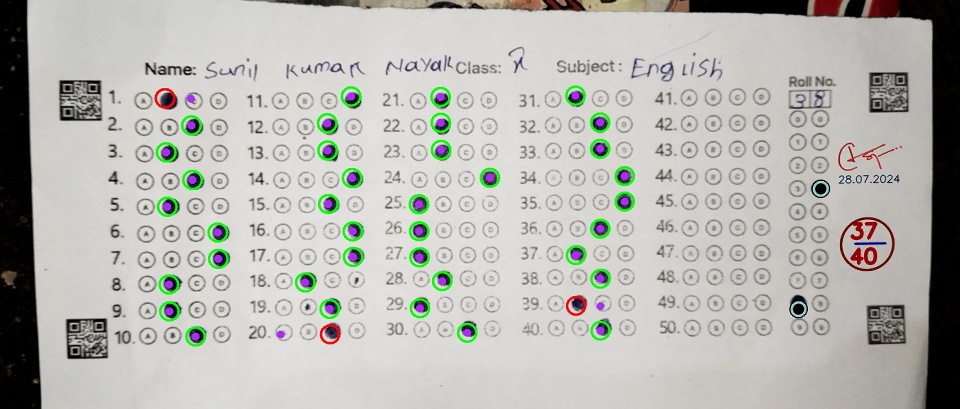 Name: Sunil Kumar Nayak Class: X Subject: English
Roll No.
38
1. A B C D 11. A B C D 21. A B C D 31. A B C D 41. A B C D
2. A B C D 12. A B C D 22. A B C D 32. A B C D 42. A B C D
3. A B C D 13. A B C D 23. A B C D 33. A B C D 43. A B C D
4. A B C D 14. A B C D 24. A B C D 34. A B C D 44. A B C D
5. A B C D 15. A B C D 25. A B C D 35. A B C D 45. A B C D
6. A B C D 16. A B C D 26. A B C D 36. A B C D 46. A B C D
7. A B C D 17. A B C D 27. A B C D 37. A B C D 47. A B C D
8. A B C D 18. A B C D 28. A B C D 38. A B C D 48. A B C D
9. A B C D 19. A B C D 29. A B C D 39. A B C D 49. A B C D
10. A B C D 20. A B C D 30. A B C D 40. A B C D 50. A B C D
28.07.2024
37
40